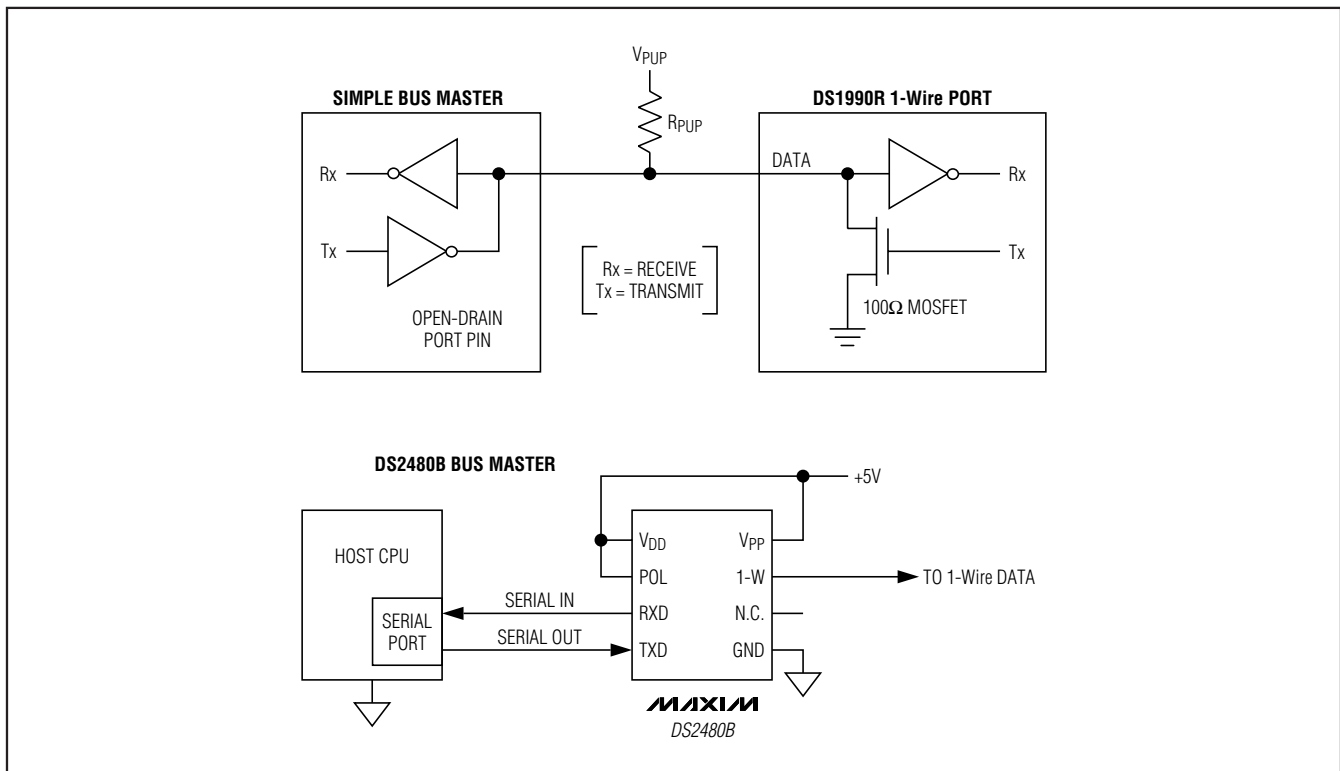 VPUP
SIMPLE BUS MASTER
DS1990R 1-Wire PORT
RPUP
DATA
Rx
Rx
Tx
Tx
Rx = RECEIVE
Tx = TRANSMIT
OPEN-DRAIN
PORT PIN
100Ω MOSFET
DS2480B BUS MASTER
+5V
HOST CPU
VDD
VPP
POL
1-W
TO 1-Wire DATA
SERIAL IN
RXD
N.C.
SERIAL
PORT
SERIAL OUT
TXD
GND
MAXIM
DS2480B